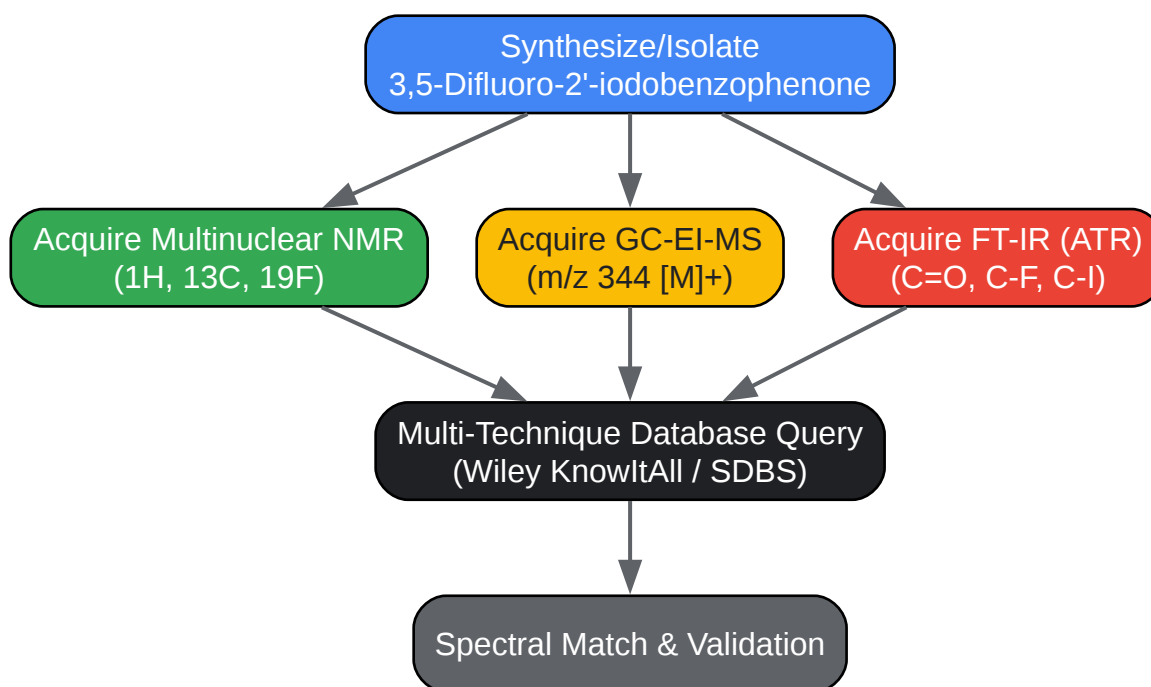 Synthesize/Isolate
3,5-Difluoro-2'-iodobenzophenone
Acquire Multinuclear NMR
(1H, 13C, 19F)
Acquire GC-EI-MS
(m/z 344 [M]+)
Acquire FT-IR (ATR)
(C=O, C-F, C-I)
Multi-Technique Database Query
(Wiley KnowItAll / SDBS)
Spectral Match & Validation